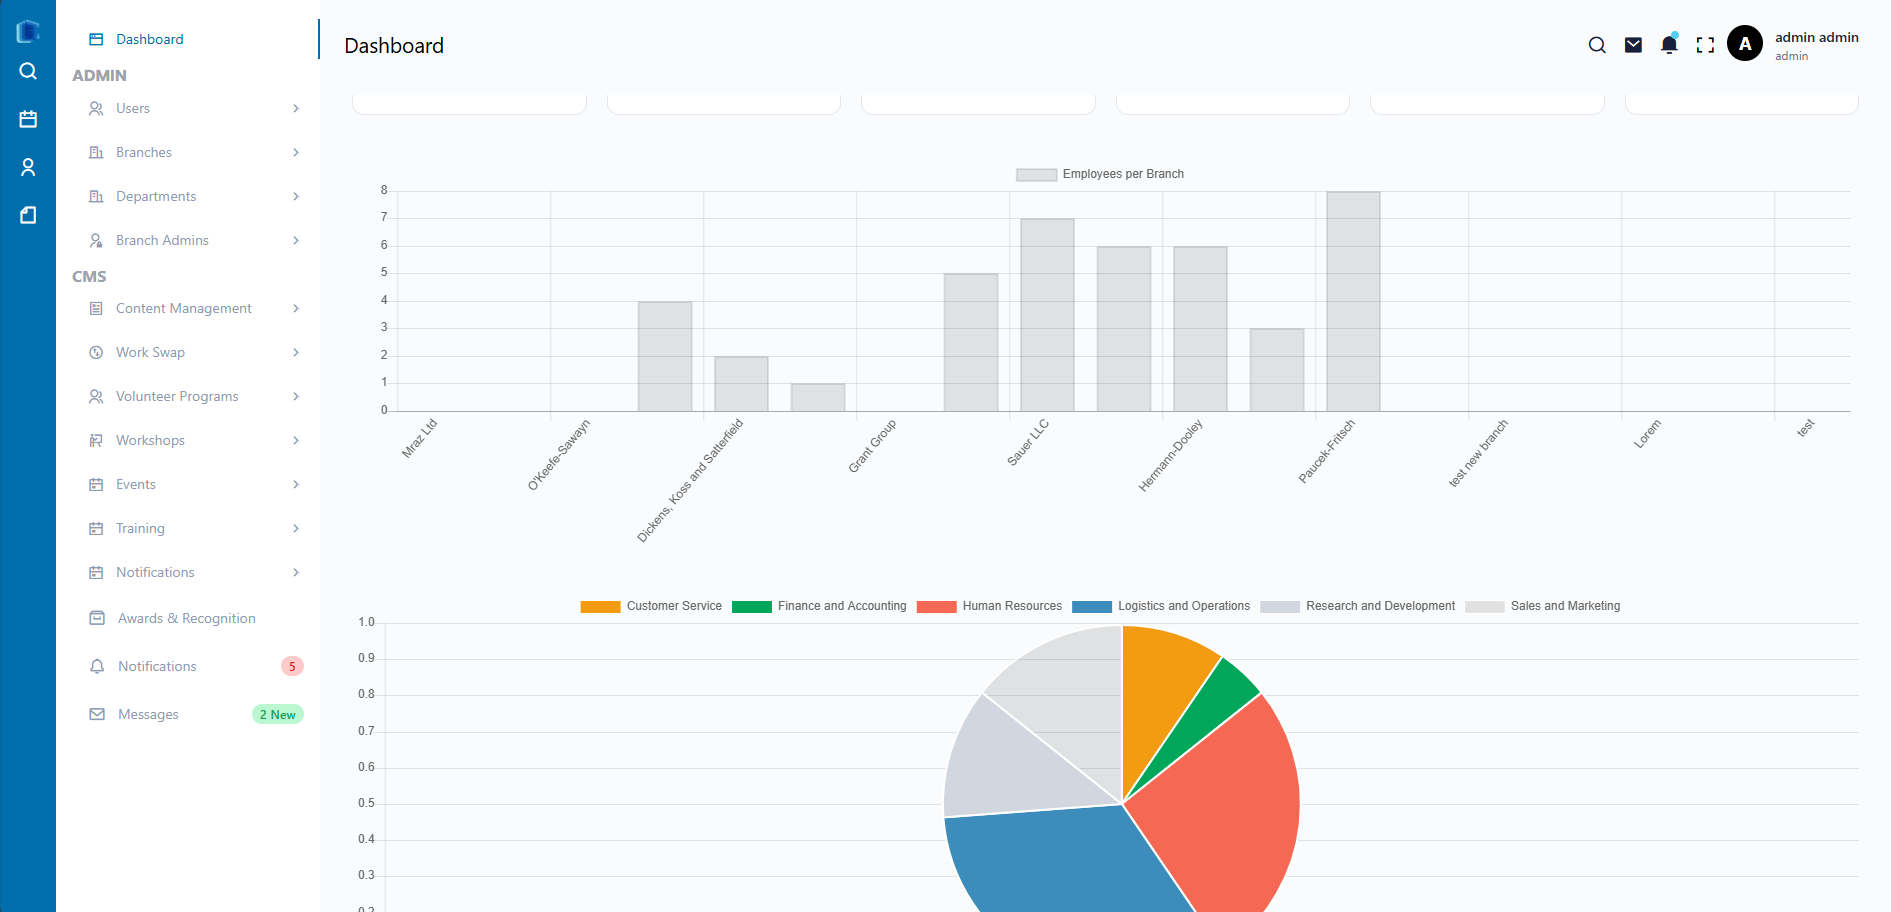 Dashboard
ADMIN
Users
Branches
Departments
Branch Admins
CMS
Content Management
Work Swap
Volunteer Programs
Workshops
Events
Training
Notifications
Awards & Recognition
Notifications 5
Messages 2 New
Dashboard
A
admin admin
admin
Employees per Branch
8
7
6
5
4
3
2
1
0
Mraz Ltd
O'Keefe-Sawayn
Dickens, Koss and Satterfield
Grant Group
Sauer LLC
Hermann-Dooley
Paucek-Fritsch
test new branch
Lorem
test
Customer Service Finance and Accounting Human Resources Logistics and Operations Research and Development Sales and Marketing
1.0
0.9
0.8
0.7
0.6
0.5
0.4
0.3
0.2